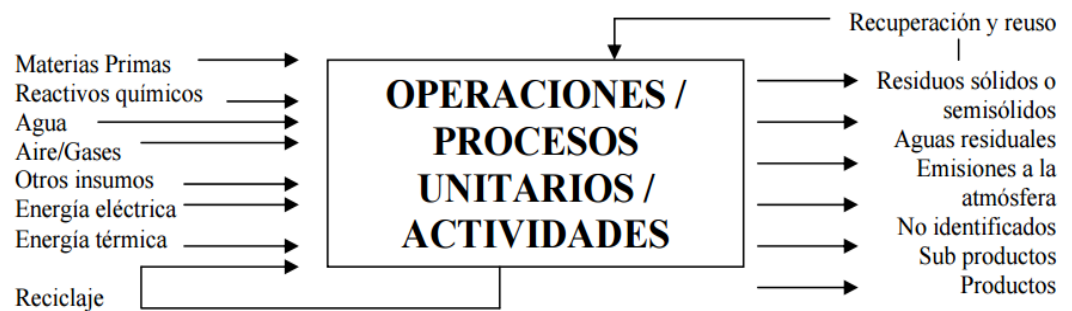 Materias Primas
Reactivos químicos
Agua
Aire/Gases
Otros insumos
Energía eléctrica
Energía térmica
Reciclaje
OPERACIONES /
PROCESOS
UNITARIOS /
ACTIVIDADES
Recuperación y reuso
Residuos sólidos o
semisólidos
Aguas residuales
Emisiones a la
atmósfera
No identificados
Sub productos
Productos